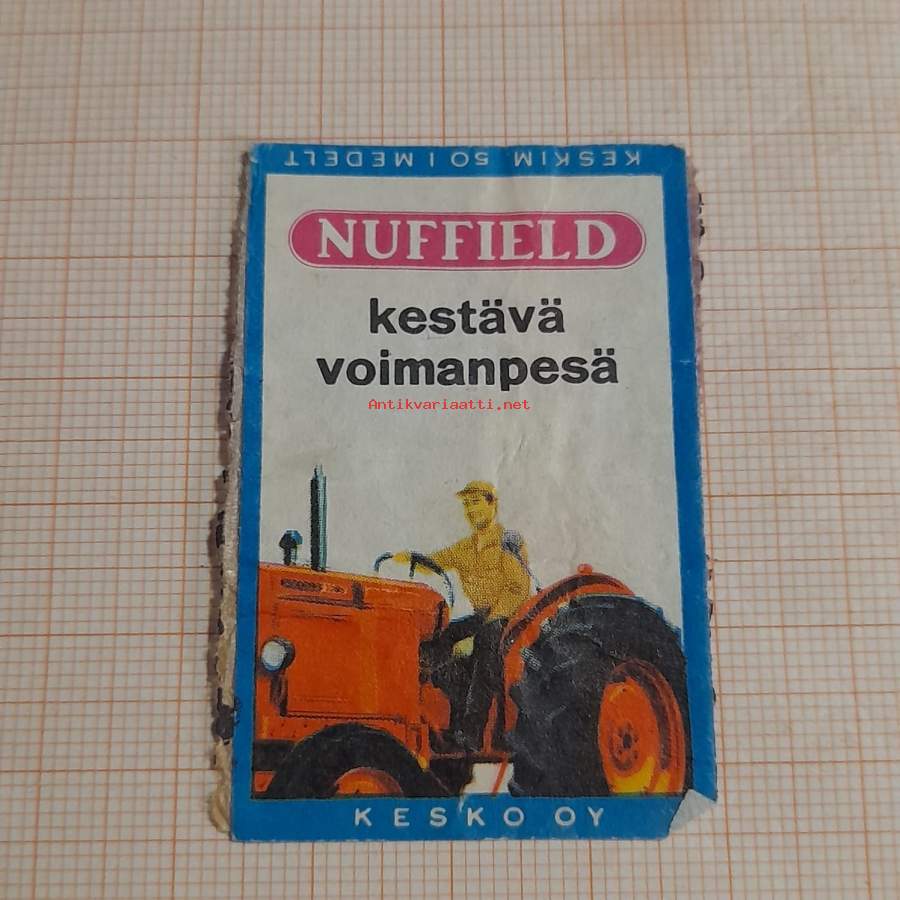 KESKIM 50 I MEDELT
NUFFIELD
kestävä
voimanpesä
Antikvariaatti.net
KESKO OY